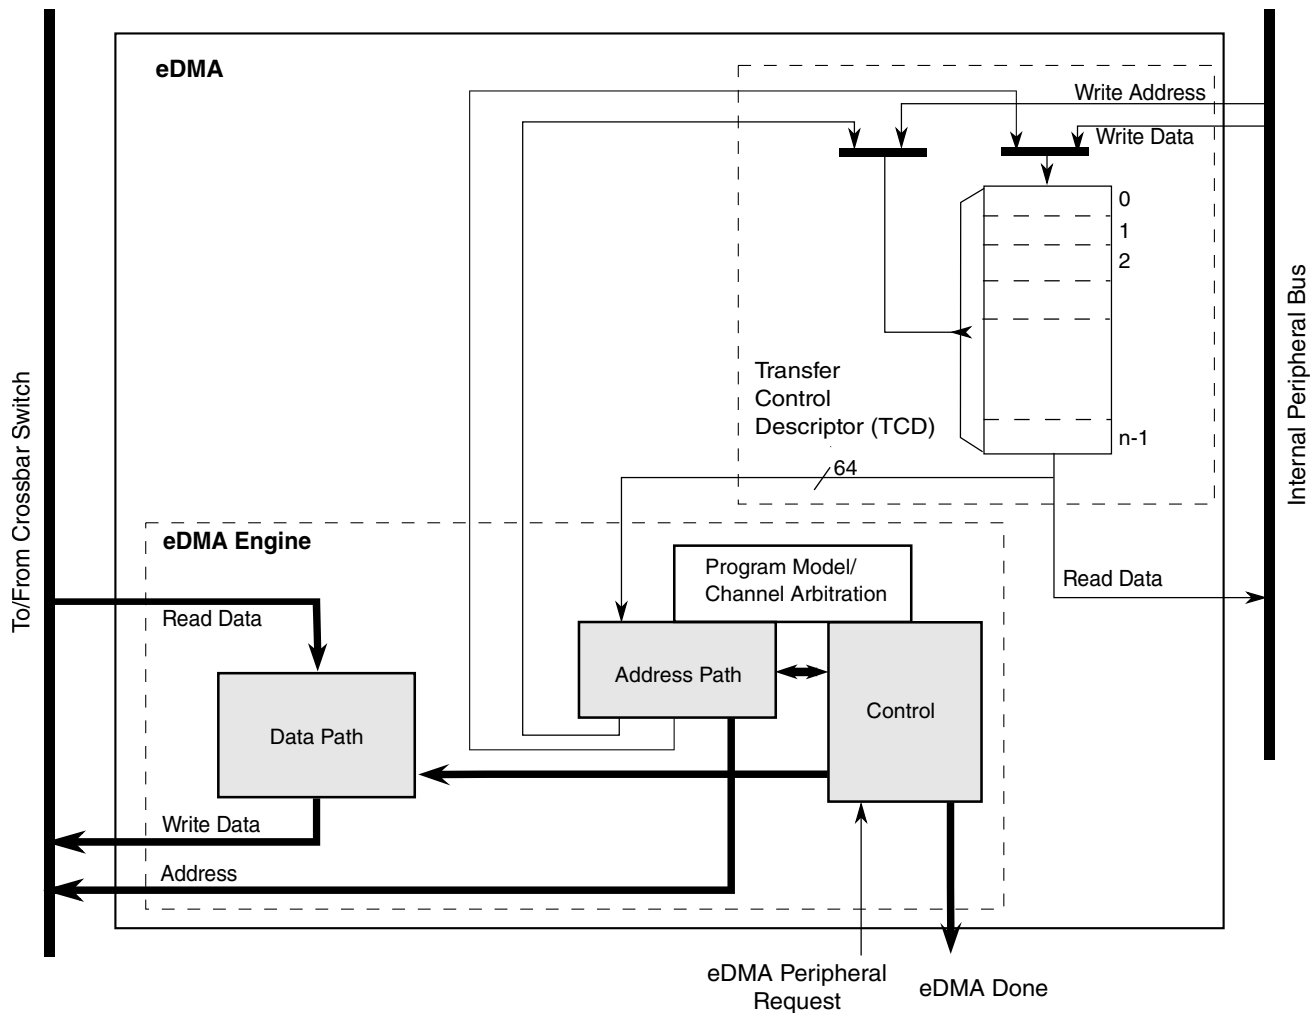 eDMA
Write Address
Write Data
0
1
2
n-1
Transfer
Control
Descriptor (TCD)
64
To/From Crossbar Switch
Internal Peripheral Bus
eDMA Engine
Program Model/
Channel Arbitration
Read Data
Read Data
Address Path
Control
Data Path
Write Data
Address
eDMA Peripheral
Request
eDMA Done